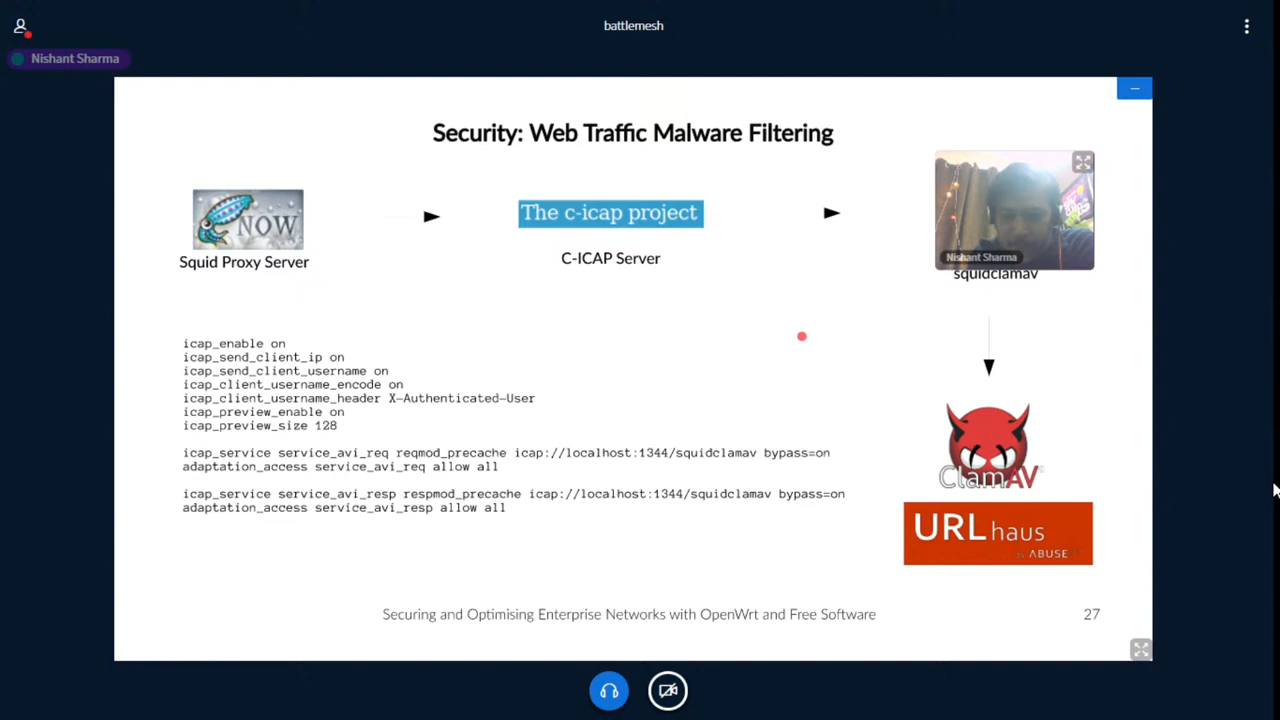 battlemesh
Nishant Sharma
Security: Web Traffic Malware Filtering
NOW
Squid Proxy Server
The c-icap project
C-ICAP Server
Nishant Sharma
squidclamav
icap_enable on
icap_send_client_ip on
icap_send_client_username on
icap_client_username_encode on
icap_client_username_header X-Authenticated-User
icap_preview_enable on
icap_preview_size 128
icap_service service_avi_req reqmod_precache icap://localhost:1344/squidclamav bypass=on
adaptation_access service_avi_req allow all
icap_service service_avi_resp respmod_precache icap://localhost:1344/squidclamav bypass=on
adaptation_access service_avi_resp allow all
ClamAV
URLhaus
ABUSE
Securing and Optimising Enterprise Networks with OpenWrt and Free Software
27